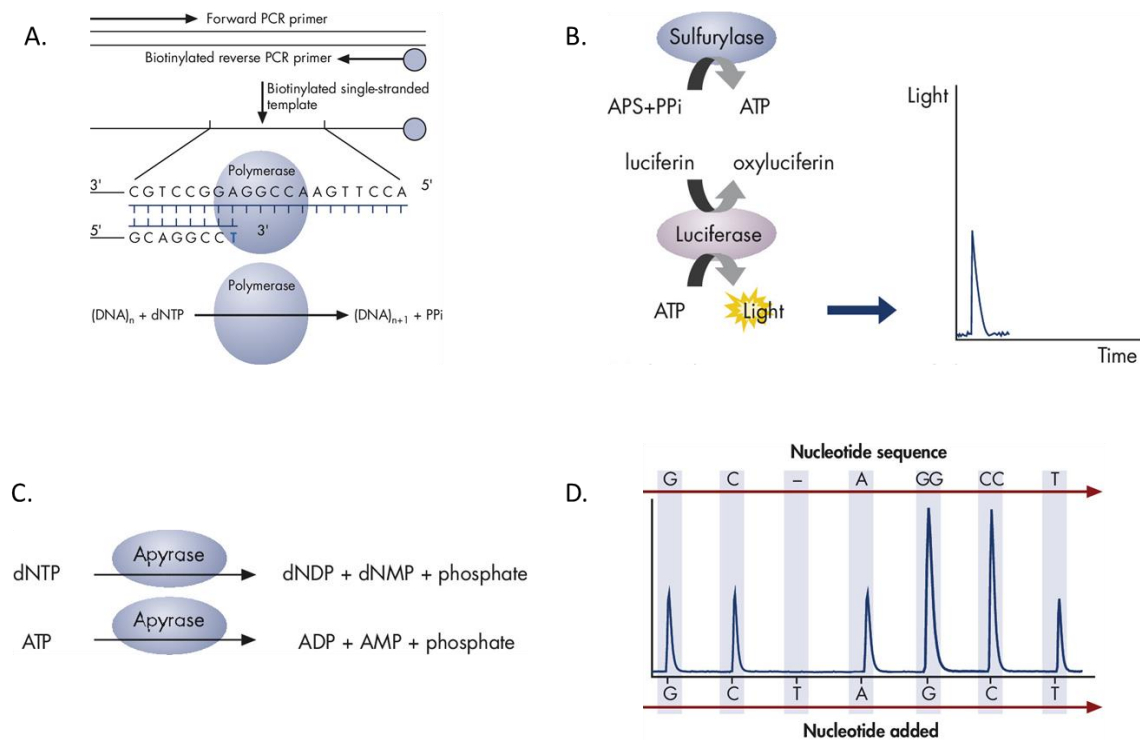 A.
Forward PCR primer
Biotinylated reverse PCR primer
Biotinylated single-stranded
template
Polymerase
3' CGTCCGGAGGCCAAGTTCCA 5'
5' GCAGGCCT 3'
Polymerase
(DNA)n + dNTP (DNA)n+1 + PPi
B.
Sulfurylase
APS+PPi ATP
luciferin oxyluciferin
Luciferase
ATP Light
Light
Time
C.
dNTP Apyrase dNDP + dNMP + phosphate
ATP Apyrase ADP + AMP + phosphate
D.
Nucleotide sequence
G C – A GG CC T
G C T A G C T
Nucleotide added